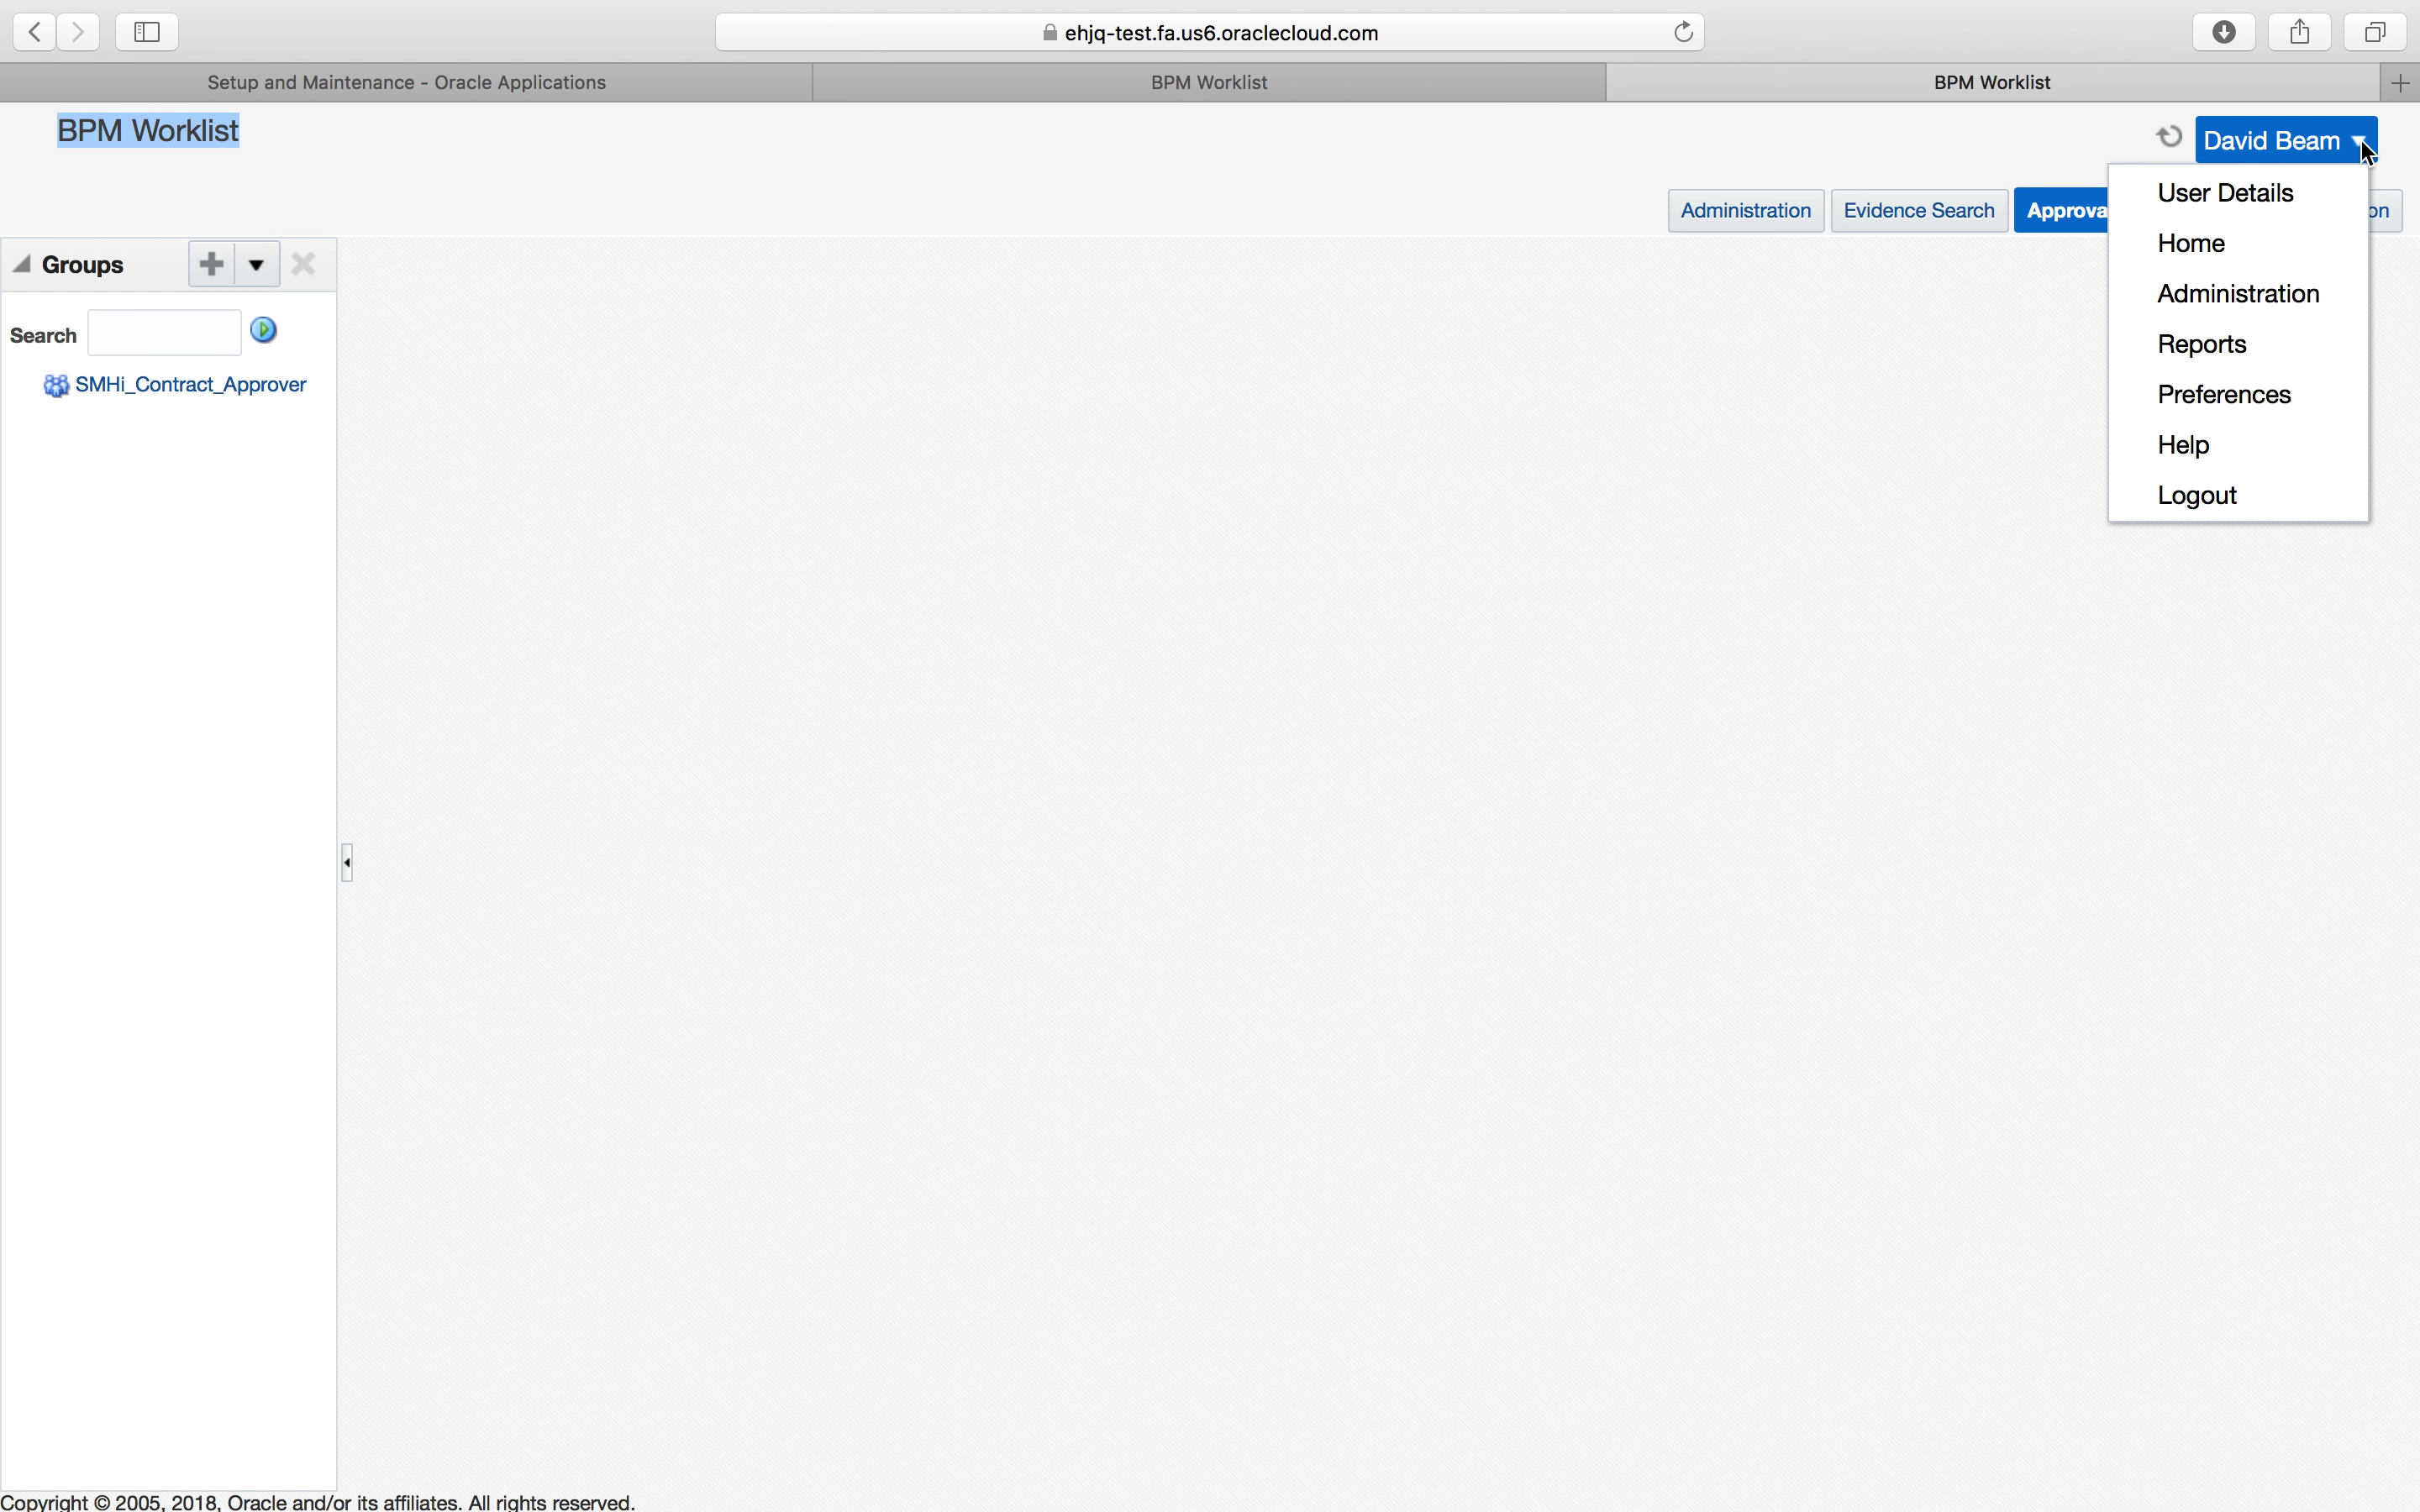 ehjq-test.fa.us6.oraclecloud.com
Setup and Maintenance - Oracle Applications
BPM Worklist
BPM Worklist
BPM Worklist
David Beam
User Details
Home
Administration
Reports
Preferences
Help
Logout
Administration
Evidence Search
Approva
on
Groups
Search
SMHi_Contract_Approver
Copyright © 2005, 2018, Oracle and/or its affiliates. All rights reserved.